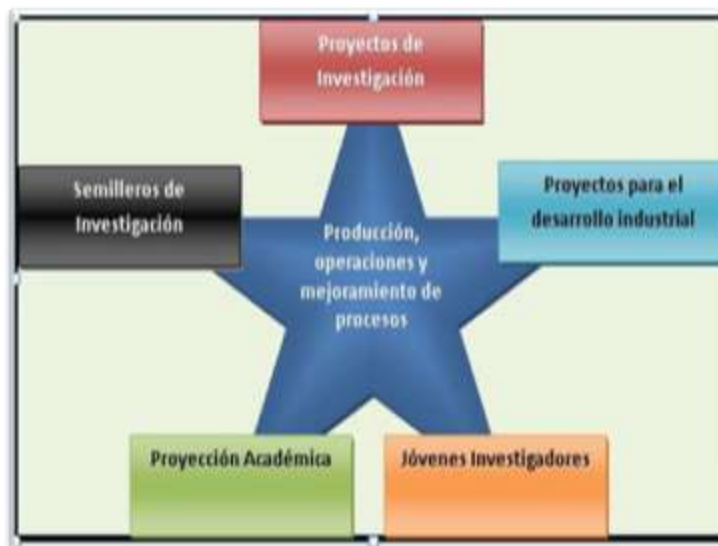 Proyectos de
Investigación
Semilleros de
Investigación
Proyectos para el
desarrollo industrial
Producción,
operaciones y
mejoramiento de
procesos
Proyección Académica
Jóvenes Investigadores